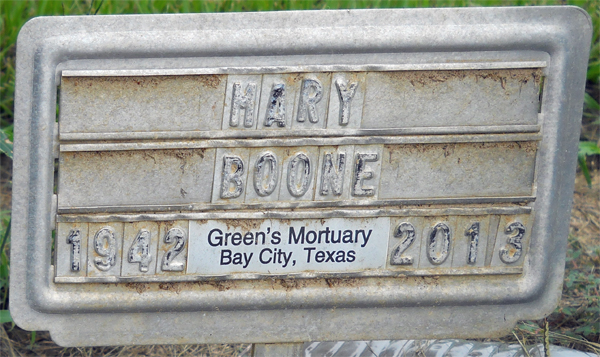 MARY
BOONE
1942 Green's Mortuary 2013
Bay City, Texas